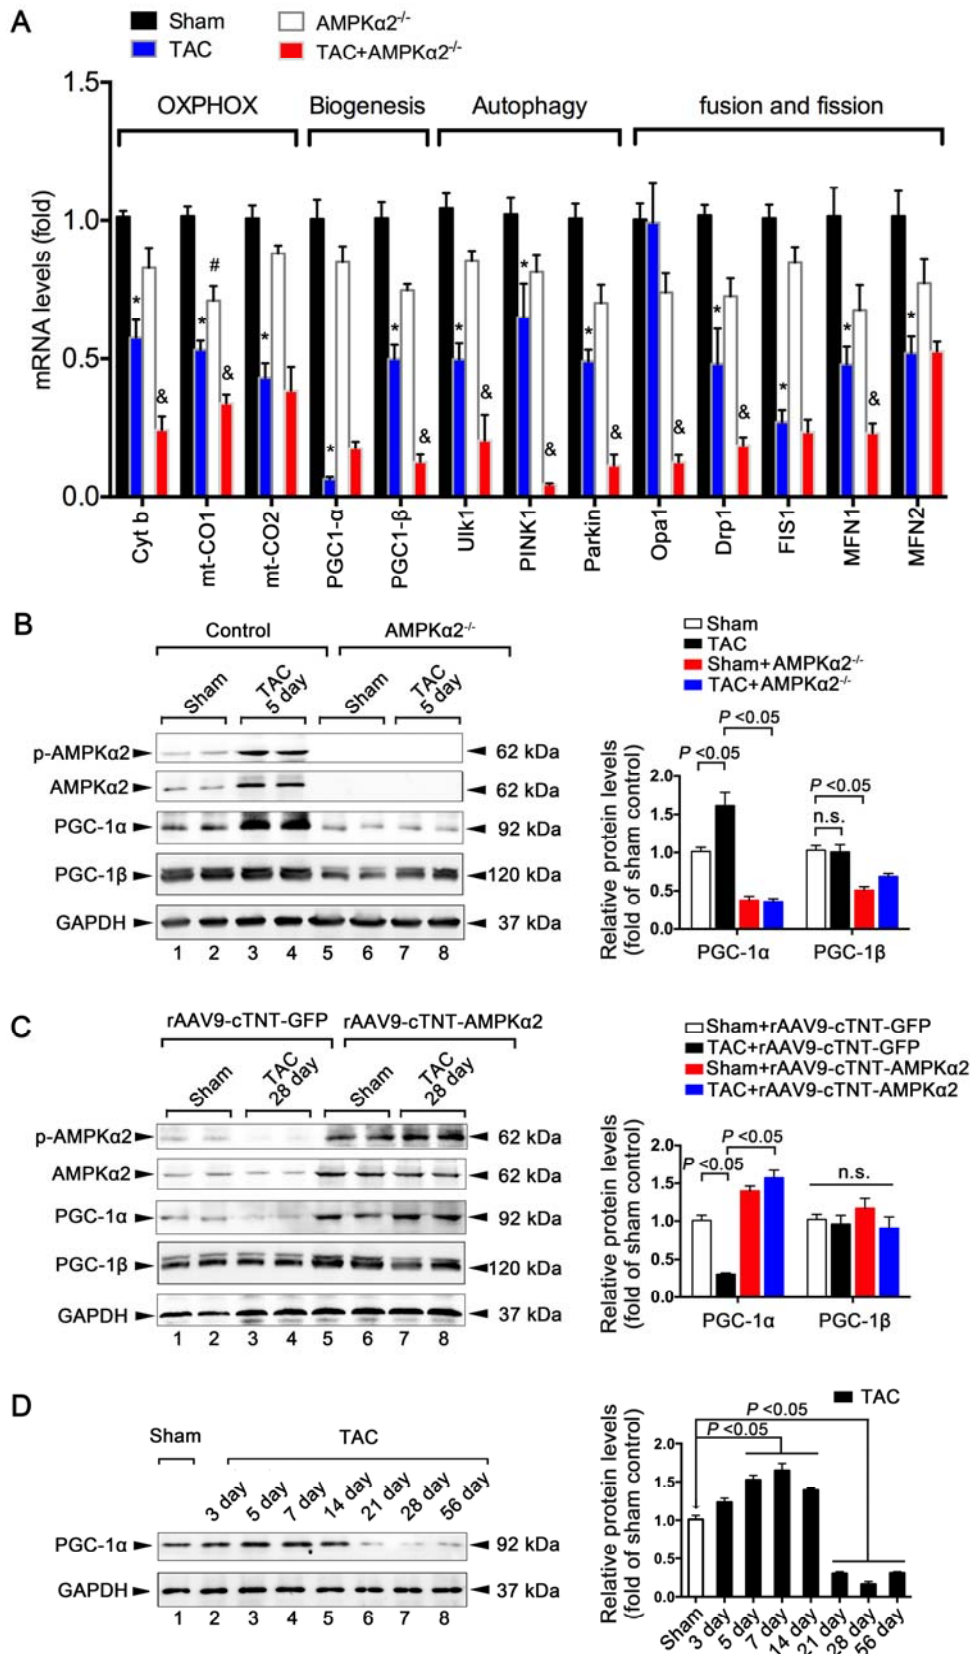 A
Sham
AMPKα2-/-
TAC
TAC+AMPKα2-/-
mRNA levels (fold)
1.5
1.0
0.5
0.0
OXPHOX
Biogenesis
Autophagy
fusion and fission
* & * # & * * * & * & * & * & & * & * * & *
Cyt b
mt-CO1
mt-CO2
PGC1-α
PGC1-β
Ulk1
PINK1
Parkin
Opa1
Drp1
FIS1
MFN1
MFN2
B
Control
AMPKα2-/-
Sham
TAC
5 day
Sham
TAC
5 day
p-AMPKα2
62 kDa
AMPKα2
62 kDa
PGC-1α
92 kDa
PGC-1β
120 kDa
GAPDH
37 kDa
1 2 3 4 5 6 7 8
Sham
TAC
Sham+AMPKα2-/-
TAC+AMPKα2-/-
Relative protein levels
(fold of sham control)
2.0
1.5
1.0
0.5
0.0
P <0.05
P <0.05
P <0.05
n.s.
PGC-1α
PGC-1β
C
rAAV9-cTNT-GFP
rAAV9-cTNT-AMPKα2
Sham
TAC
28 day
Sham
TAC
28 day
p-AMPKα2
62 kDa
AMPKα2
62 kDa
PGC-1α
92 kDa
PGC-1β
120 kDa
GAPDH
37 kDa
1 2 3 4 5 6 7 8
Sham+rAAV9-cTNT-GFP
TAC+rAAV9-cTNT-GFP
Sham+rAAV9-cTNT-AMPKα2
TAC+rAAV9-cTNT-AMPKα2
Relative protein levels
(fold of sham control)
2.0
1.5
1.0
0.5
0.0
P <0.05
P <0.05
n.s.
PGC-1α
PGC-1β
D
Sham
TAC
3 day
5 day
7 day
14 day
21 day
28 day
56 day
PGC-1α
92 kDa
GAPDH
37 kDa
1 2 3 4 5 6 7 8
TAC
Relative protein levels
(fold of sham control)
2.0
1.5
1.0
0.5
0.0
P <0.05
P <0.05
Sham
3 day
5 day
7 day
14 day
21 day
28 day
56 day